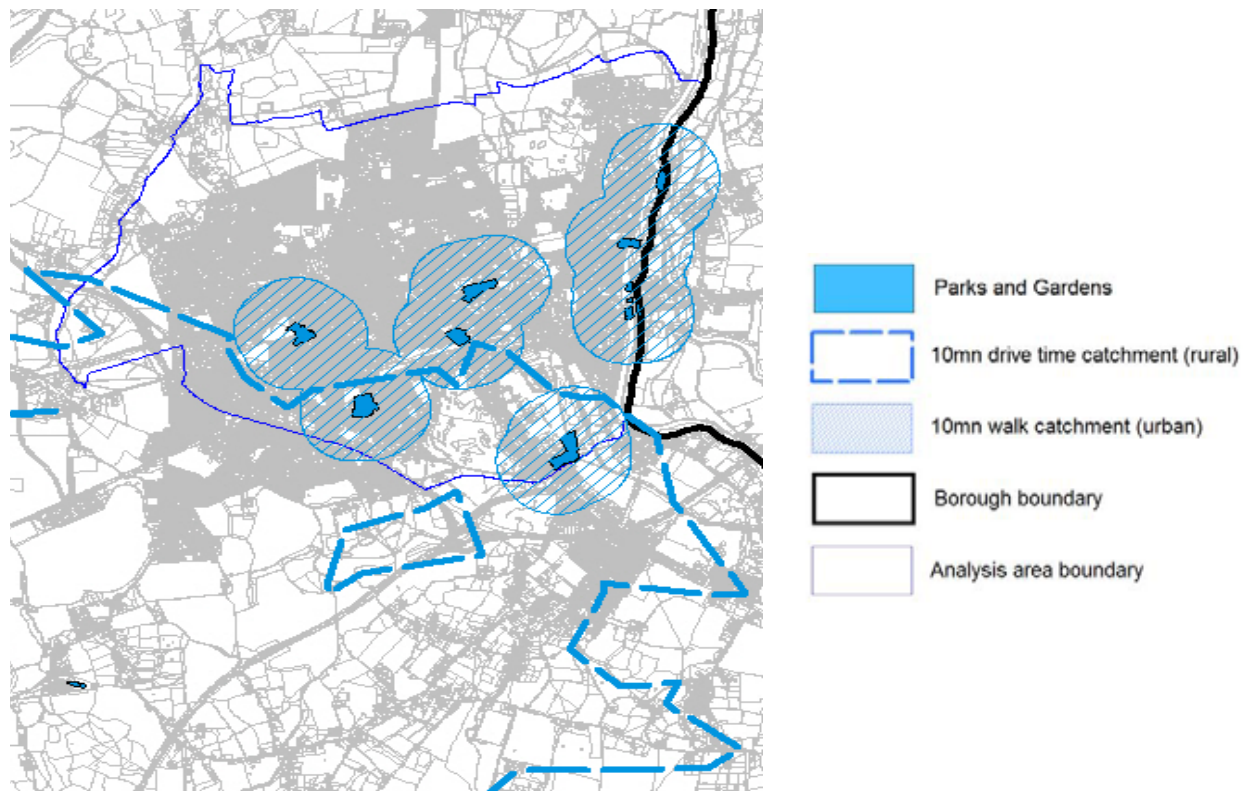 Parks and Gardens
10mn drive time catchment (rural)
10mn walk catchment (urban)
Borough boundary
Analysis area boundary